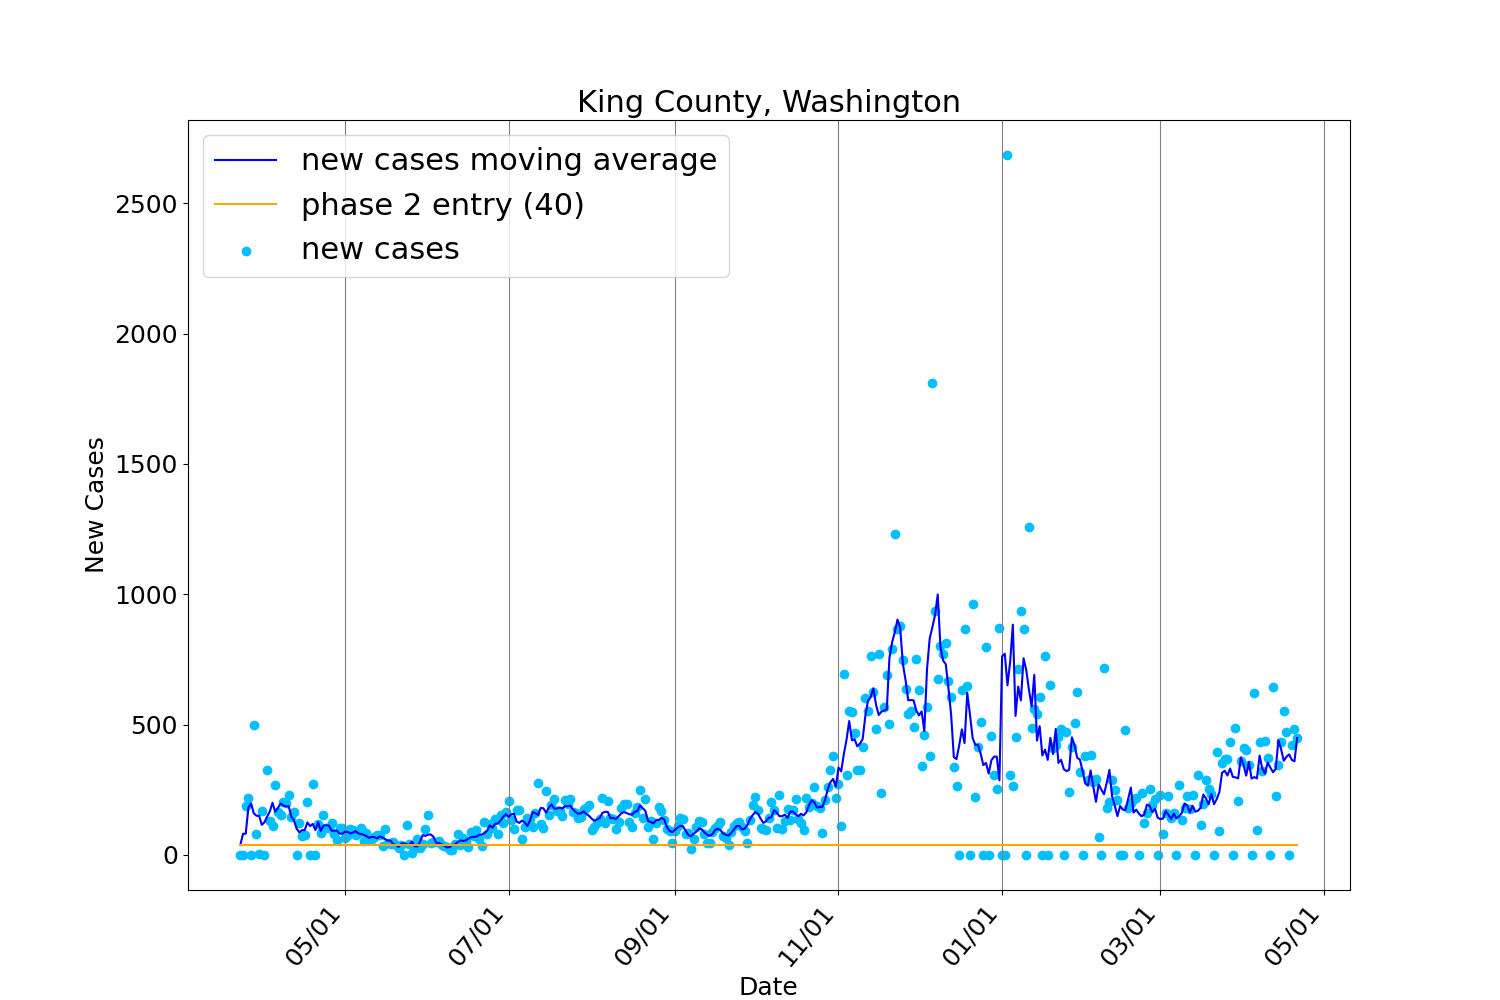 King County, Washington
new cases moving average
phase 2 entry (40)
new cases
2500
2000
1500
1000
500
0
New Cases
05/01
07/01
09/01
11/01
01/01
03/01
05/01
Date